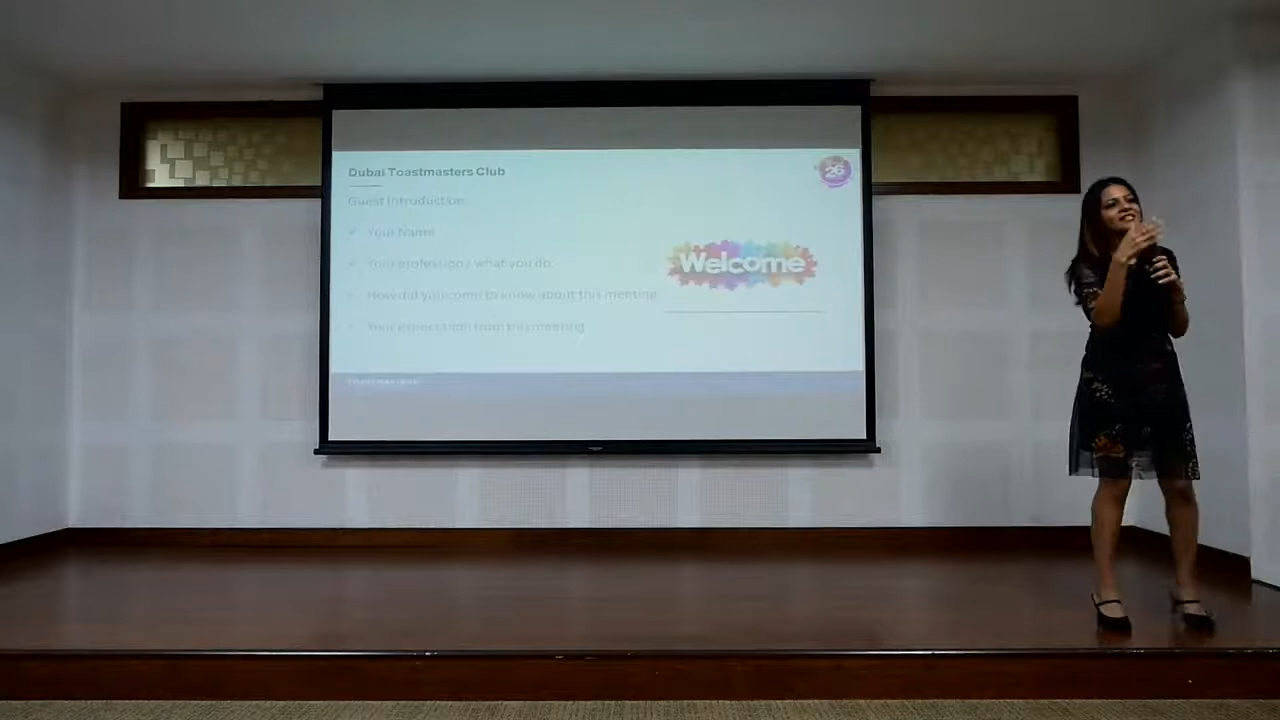 Dubai Toastmasters Club
26
Guest Introduction
Your Name
Your profession / what you do
How did you come to know about this meeting
Your expectation from this meeting
Welcome